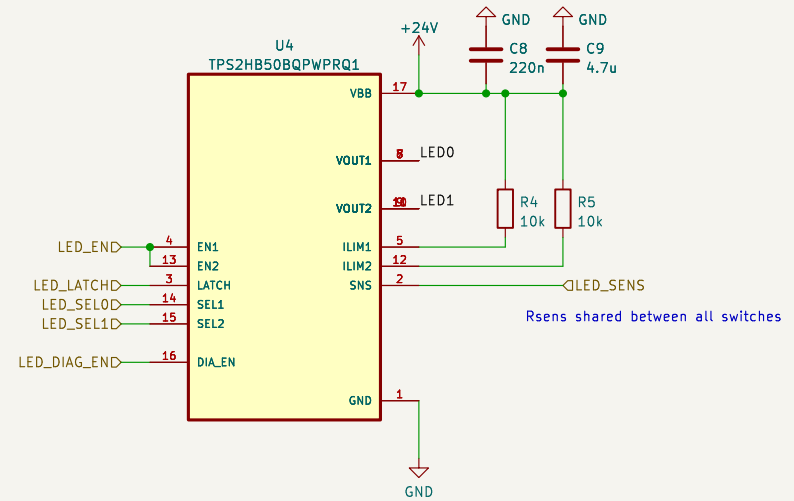 GND
GND
+24V
U4
TPS2HB50BQPWPRQ1
C8
220n
C9
4.7u
17
VBB
VOUT1
LED0
VOUT2
LED1
R4
10k
R5
10k
LED_EN
4
EN1
ILIM1
5
13
EN2
ILIM2
12
LED_LATCH
3
LATCH
SNS
2
LED_SENS
LED_SEL0
14
SEL1
LED_SEL1
15
SEL2
Rsens shared between all switches
LED_DIAG_EN
16
DIA_EN
GND
1
GND